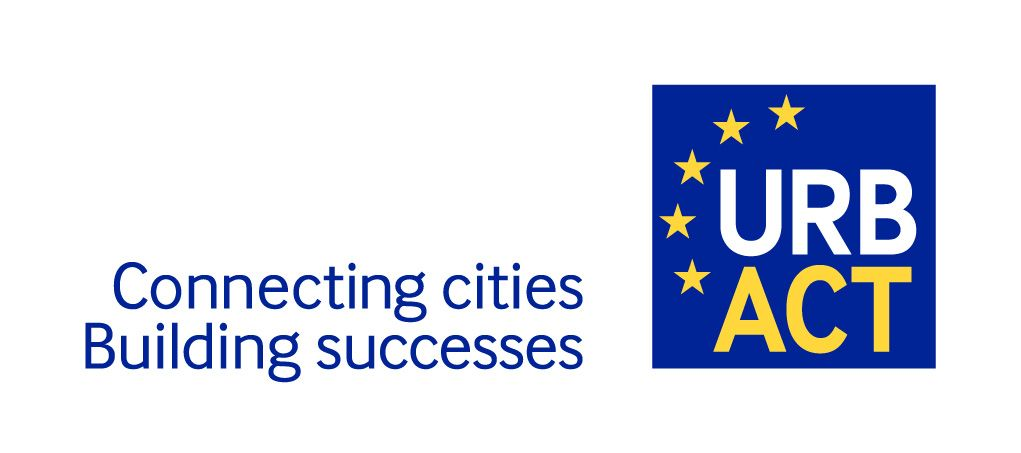 Connecting cities
Building successes
URB
ACT